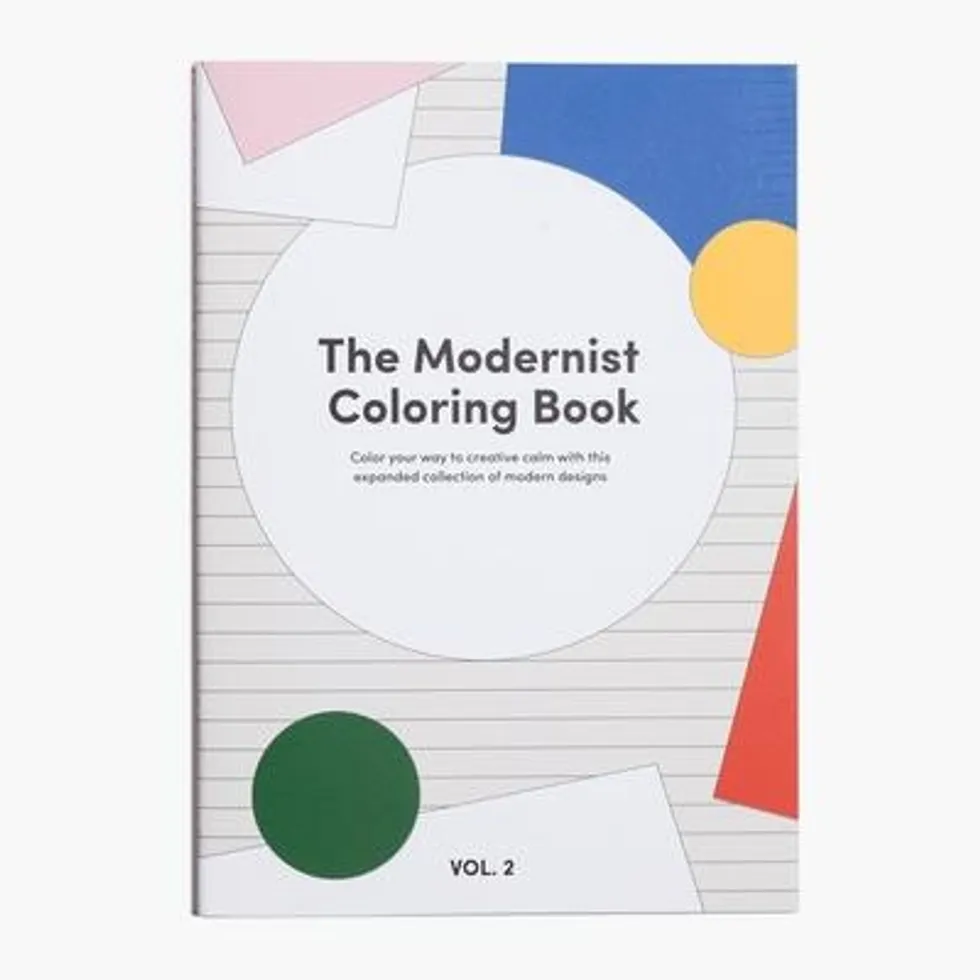 The Modernist
Coloring Book
Color your way to creative calm with this
expanded collection of modern designs
VOL. 2